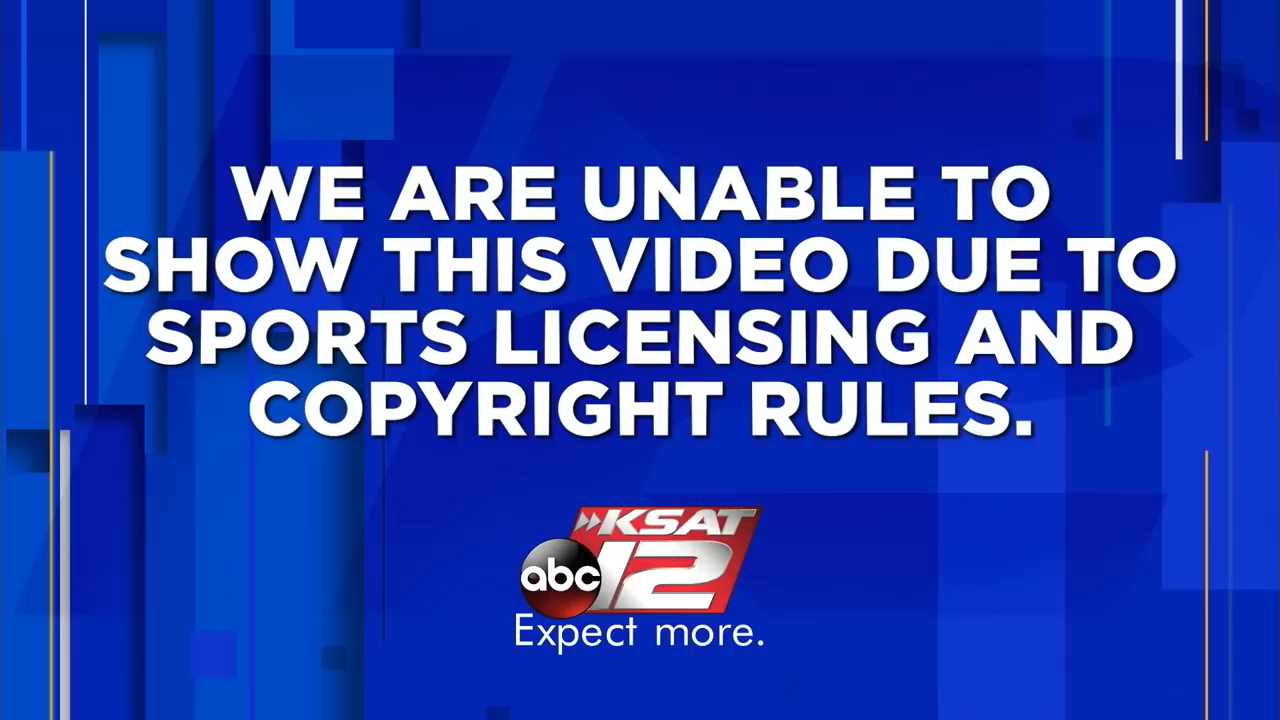 WE ARE UNABLE TO
SHOW THIS VIDEO DUE TO
SPORTS LICENSING AND
COPYRIGHT RULES.
KSAT
abc 12
Expect more.